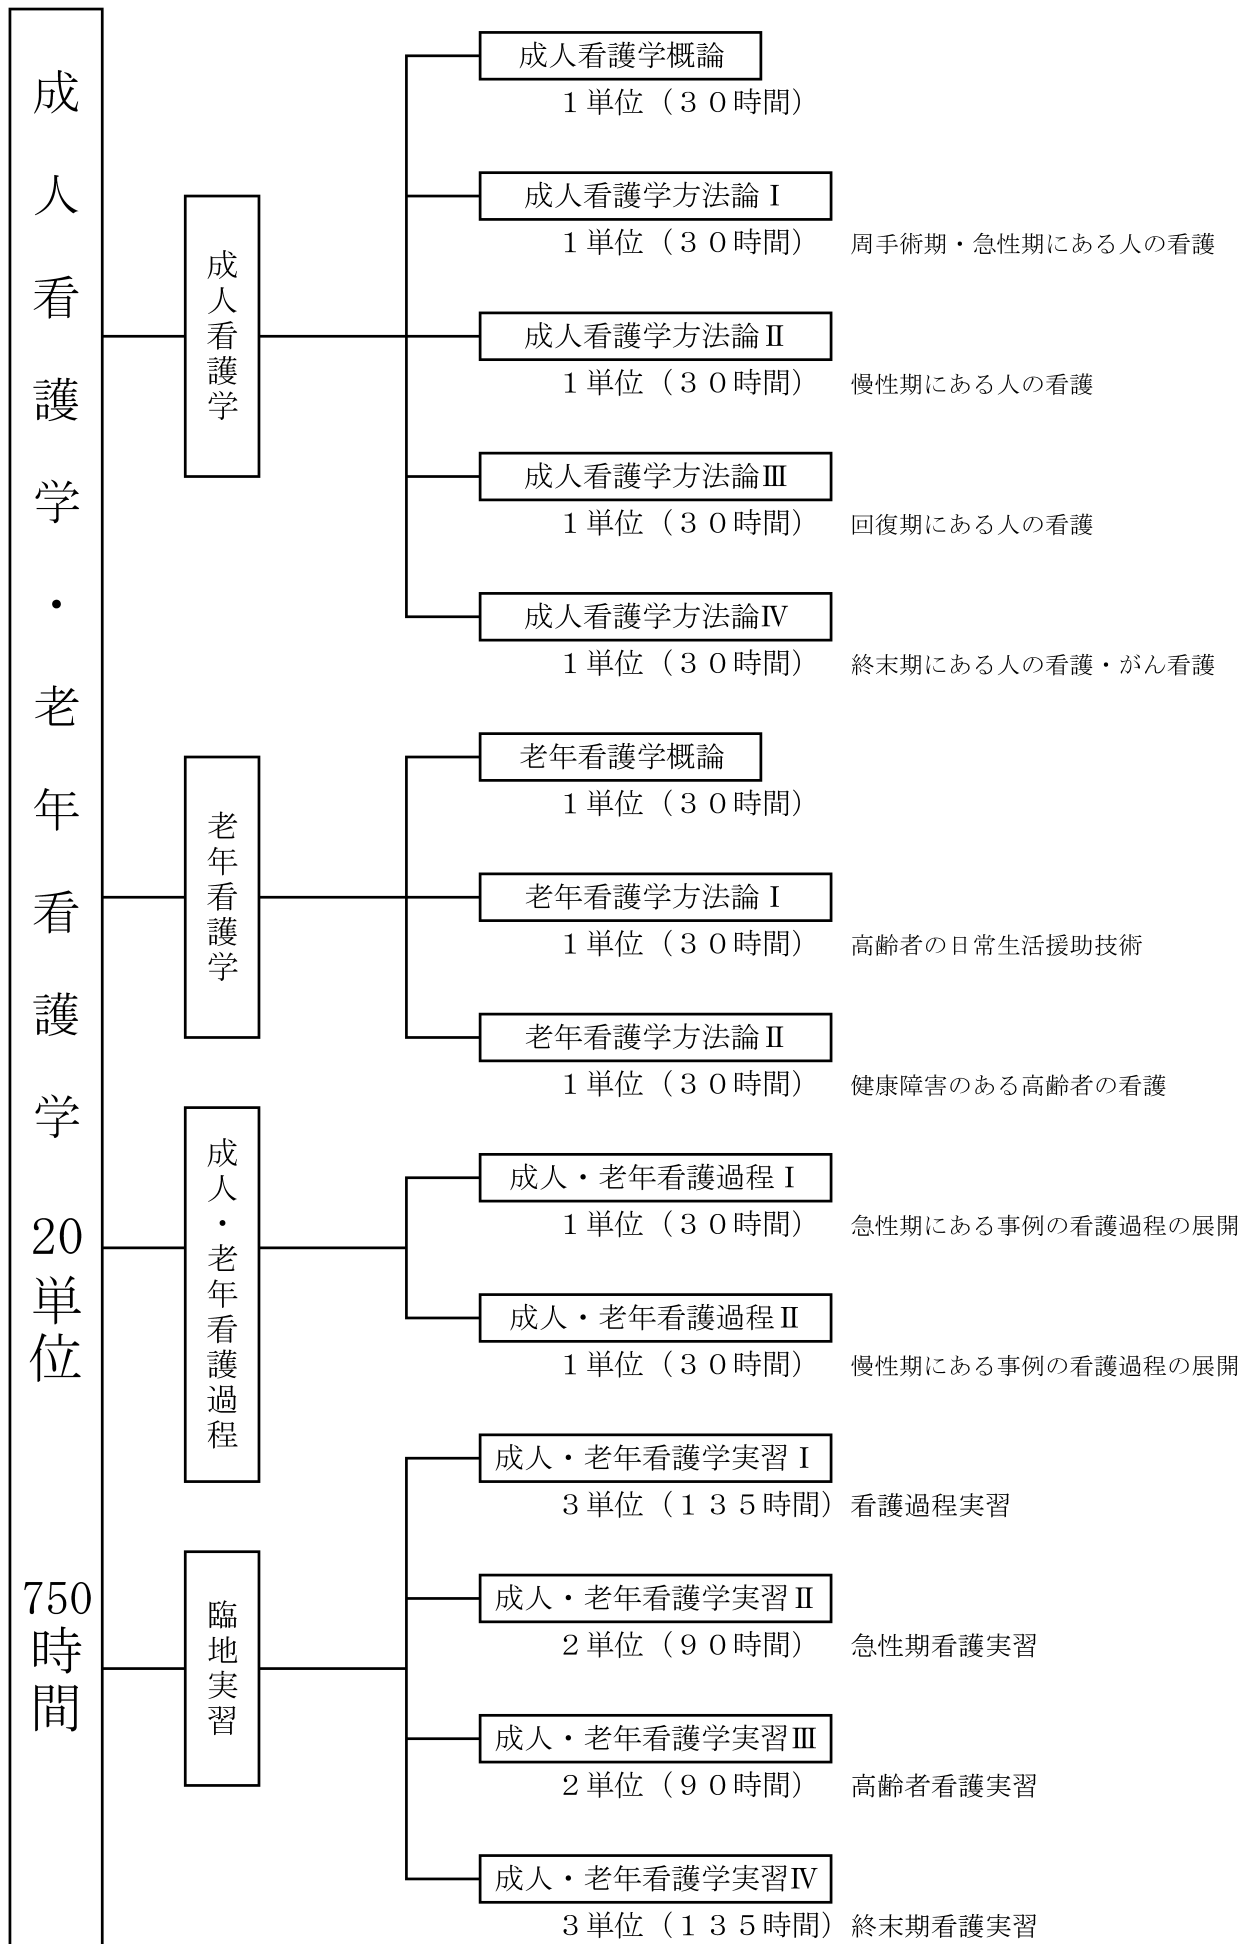 成人看護学・老年看護学 20単位 750時間
成人看護学
成人看護学概論
１単位（３０時間）
成人看護学方法論Ⅰ
１単位（３０時間） 周手術期・急性期にある人の看護
成人看護学方法論Ⅱ
１単位（３０時間） 慢性期にある人の看護
成人看護学方法論Ⅲ
１単位（３０時間） 回復期にある人の看護
成人看護学方法論Ⅳ
１単位（３０時間） 終末期にある人の看護・がん看護
老年看護学
老年看護学概論
１単位（３０時間）
老年看護学方法論Ⅰ
１単位（３０時間） 高齢者の日常生活援助技術
老年看護学方法論Ⅱ
１単位（３０時間） 健康障害のある高齢者の看護
成人・老年看護過程
成人・老年看護過程Ⅰ
１単位（３０時間） 急性期にある事例の看護過程の展開
成人・老年看護過程Ⅱ
１単位（３０時間） 慢性期にある事例の看護過程の展開
臨地実習
成人・老年看護学実習Ⅰ
３単位（１３５時間） 看護過程実習
成人・老年看護学実習Ⅱ
２単位（９０時間） 急性期看護実習
成人・老年看護学実習Ⅲ
２単位（９０時間） 高齢者看護実習
成人・老年看護学実習Ⅳ
３単位（１３５時間） 終末期看護実習